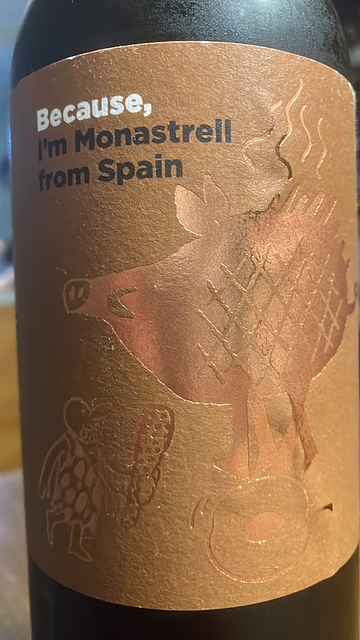 Because,
I'm Monastrell
from Spain